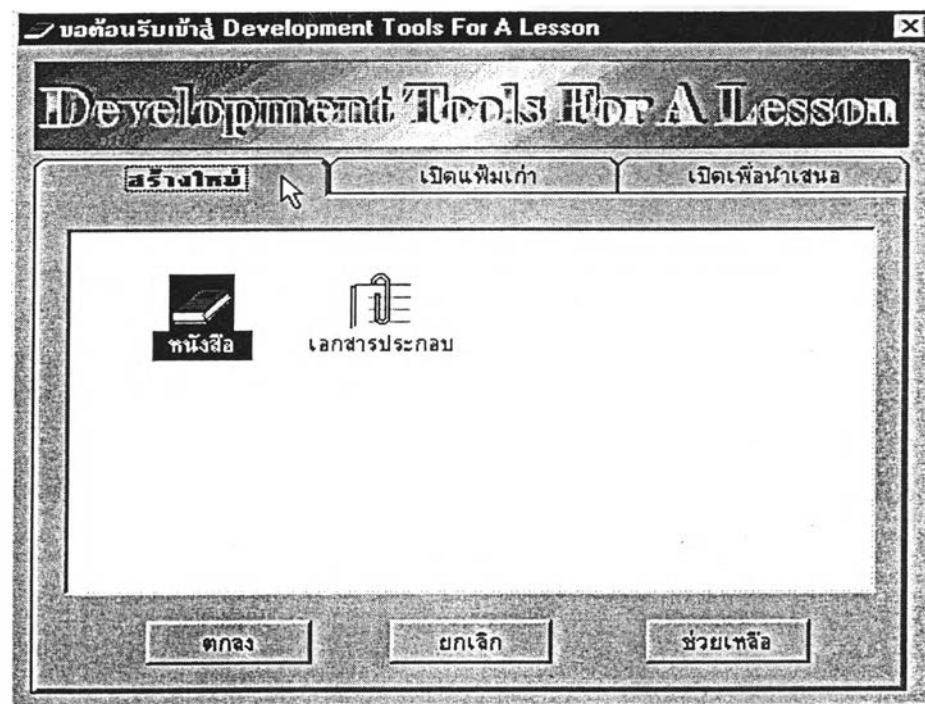 ขอต้อนรับเข้าสู่ Development Tools For A Lesson
Development Tools For A Lesson
สร้างใหม่ เปิดแฟ้มเก่า เปิดเพื่อนำเสนอ
หนังสือ เอกสารประกอบ
ตกลง ยกเลิก ช่วยเหลือ